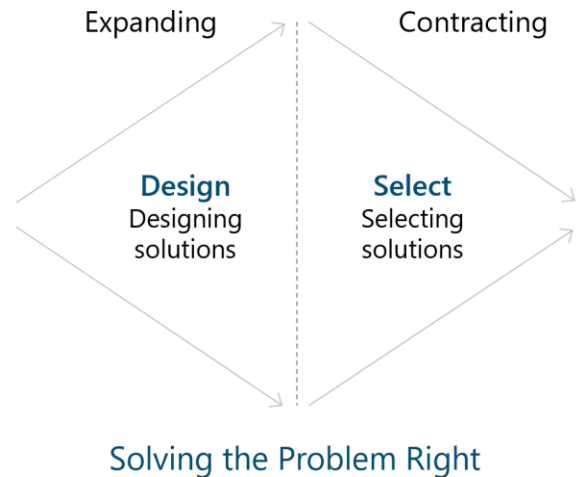 Expanding
Contracting
Design
Designing
solutions
Select
Selecting
solutions
Solving the Problem Right